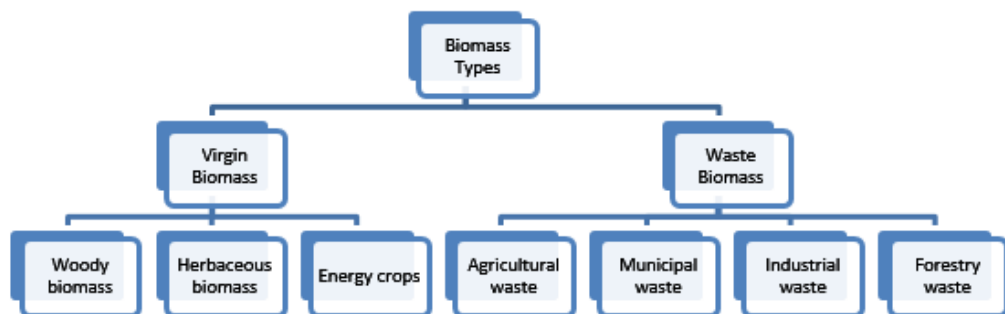 Biomass
Types
Virgin
Biomass
Waste
Biomass
Woody
biomass
Herbaceous
biomass
Energy crops
Agricultural
waste
Municipal
waste
Industrial
waste
Forestry
waste